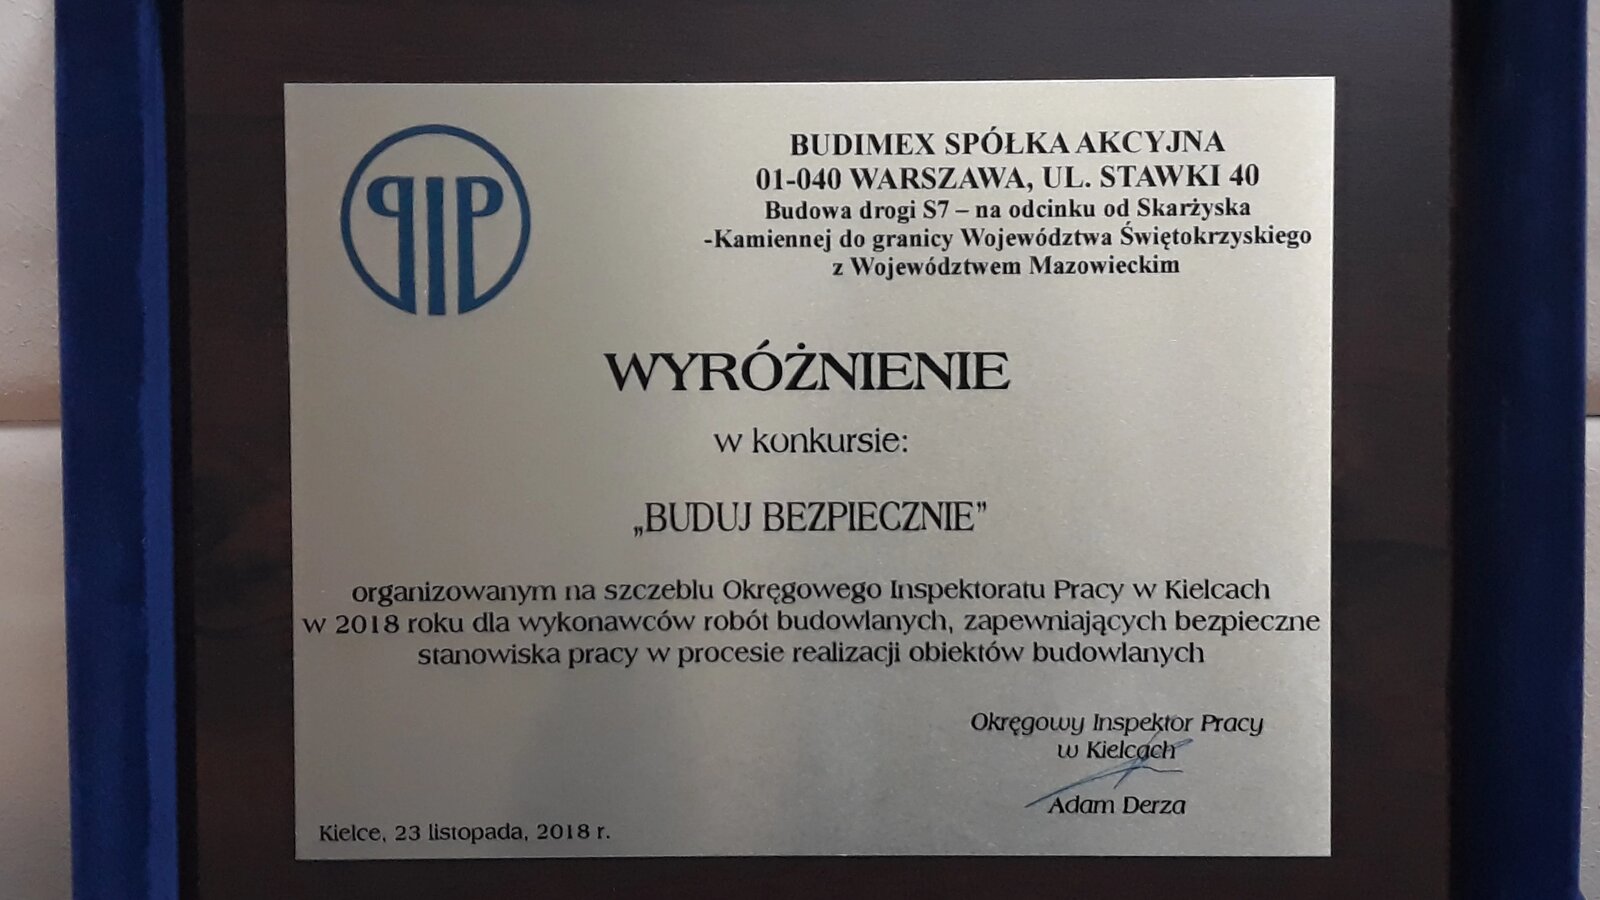 PIP
BUDIMEX SPÓŁKA AKCYJNA
01-040 WARSZAWA, UL. STAWKI 40
Budowa drogi S7 – na odcinku od Skarżyska
-Kamiennej do granicy Województwa Świętokrzyskiego
z Województwem Mazowieckim
WYRÓŻNIENIE
w konkursie:
„BUDUJ BEZPIECZNIE”
organizowanym na szczeblu Okręgowego Inspektoratu Pracy w Kielcach
w 2018 roku dla wykonawców robót budowlanych, zapewniających bezpieczne
stanowiska pracy w procesie realizacji obiektów budowlanych
Okręgowy Inspektor Pracy
w Kielcach
Adam Derza
Kielce, 23 listopada, 2018 r.